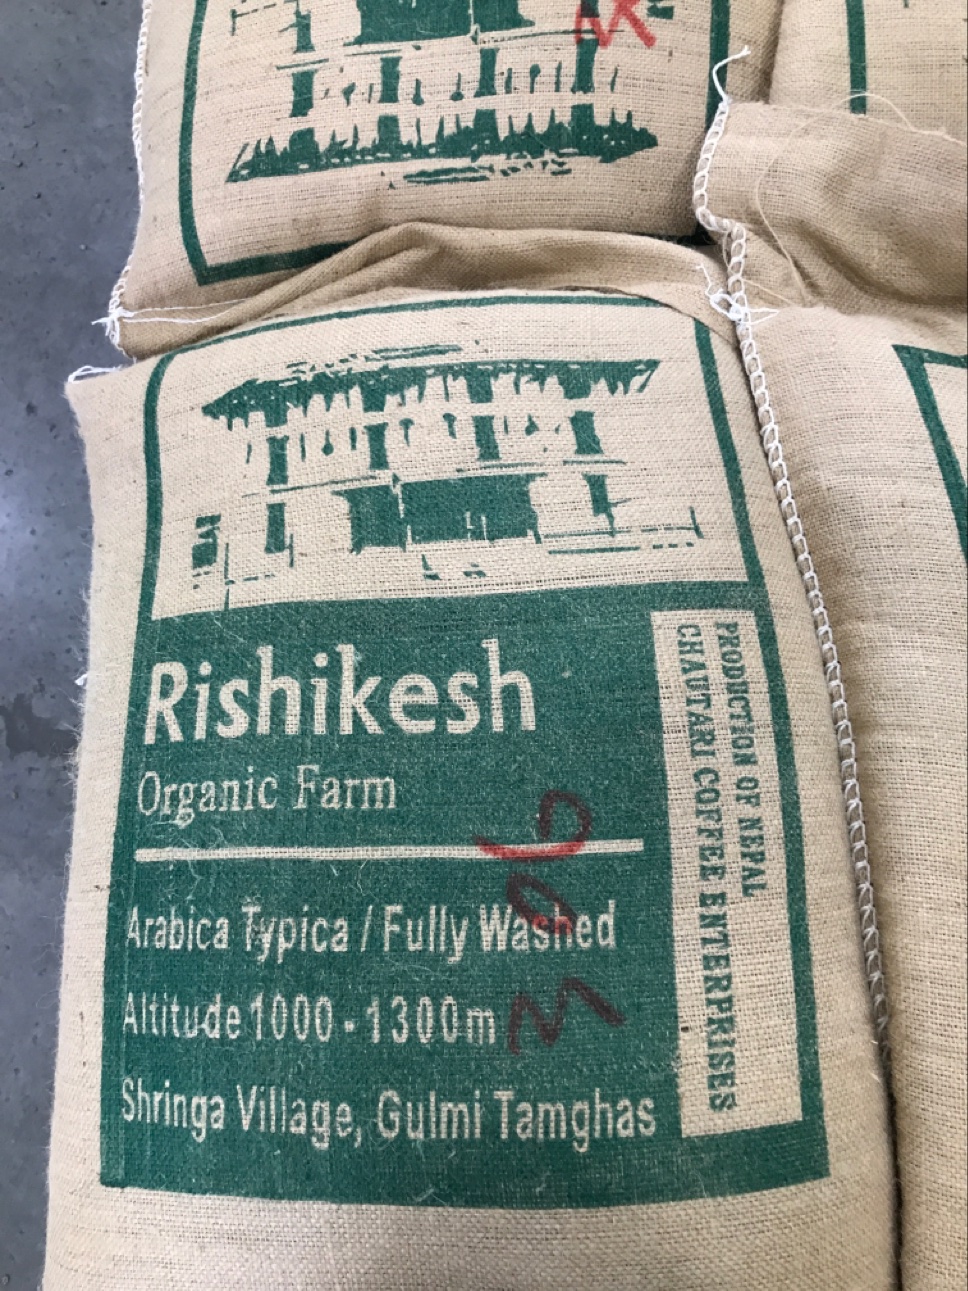 Rishikesh
Organic Farm
Arabica Typica / Fully Washed
Altitude 1000 - 1300m
Shringa Village, Gulmi Tamghas
PRODUCTION OF NEPAL
CHAUTARI COFFEE ENTERPRISES